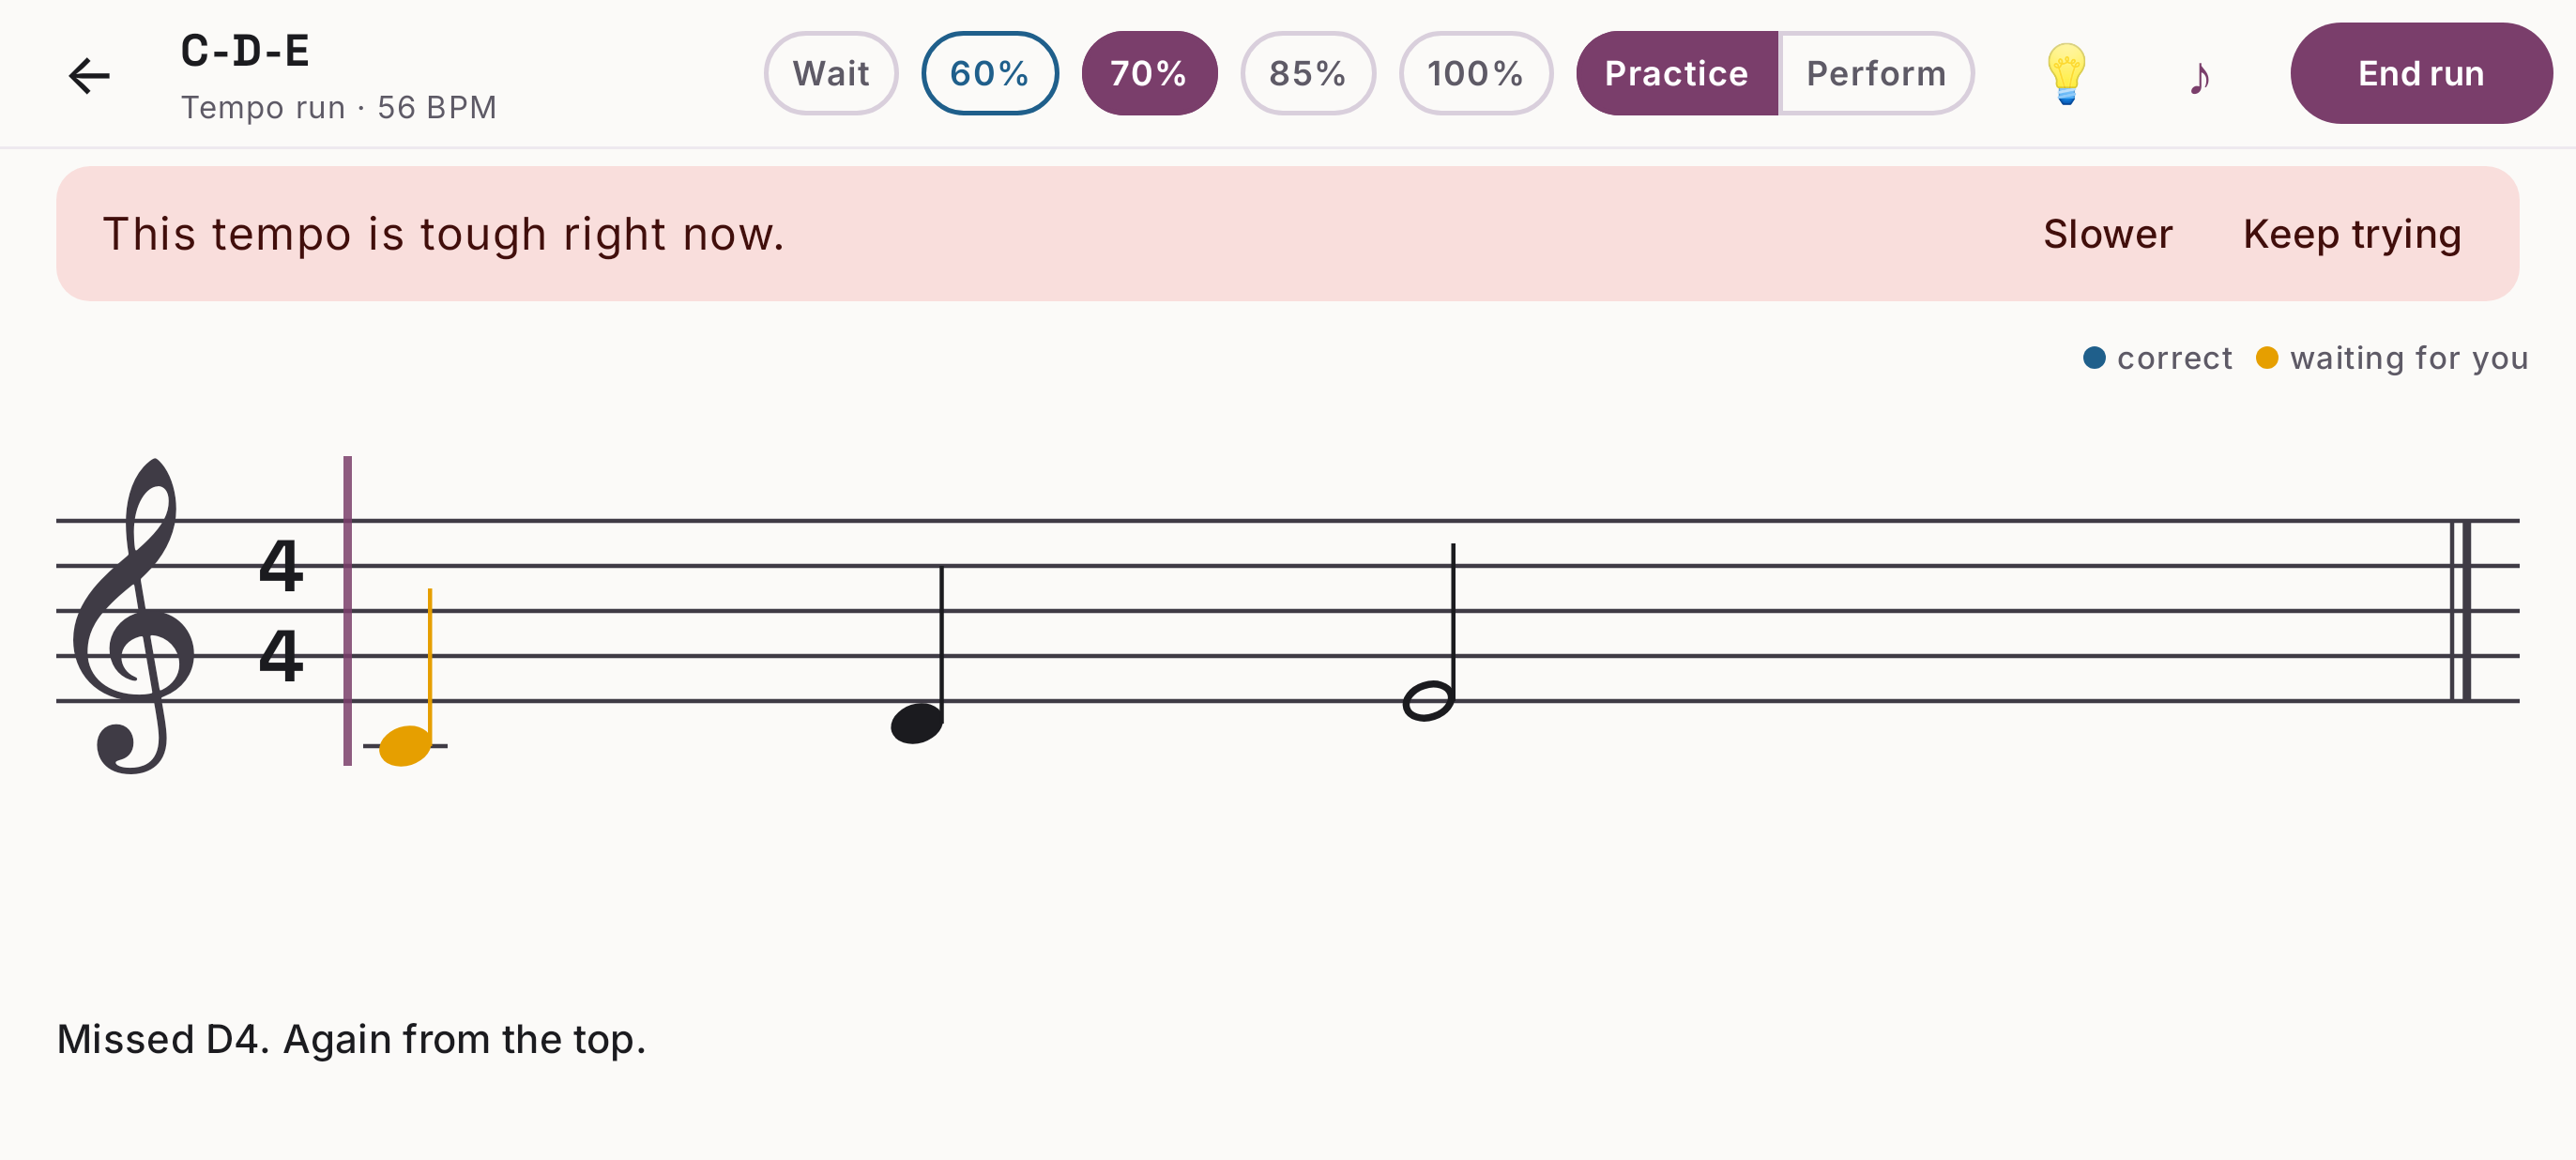 C-D-E
Tempo run · 56 BPM
Wait 60% 70% 85% 100% Practice Perform End run
This tempo is tough right now. Slower Keep trying
correct waiting for you
4
4
Missed D4. Again from the top.